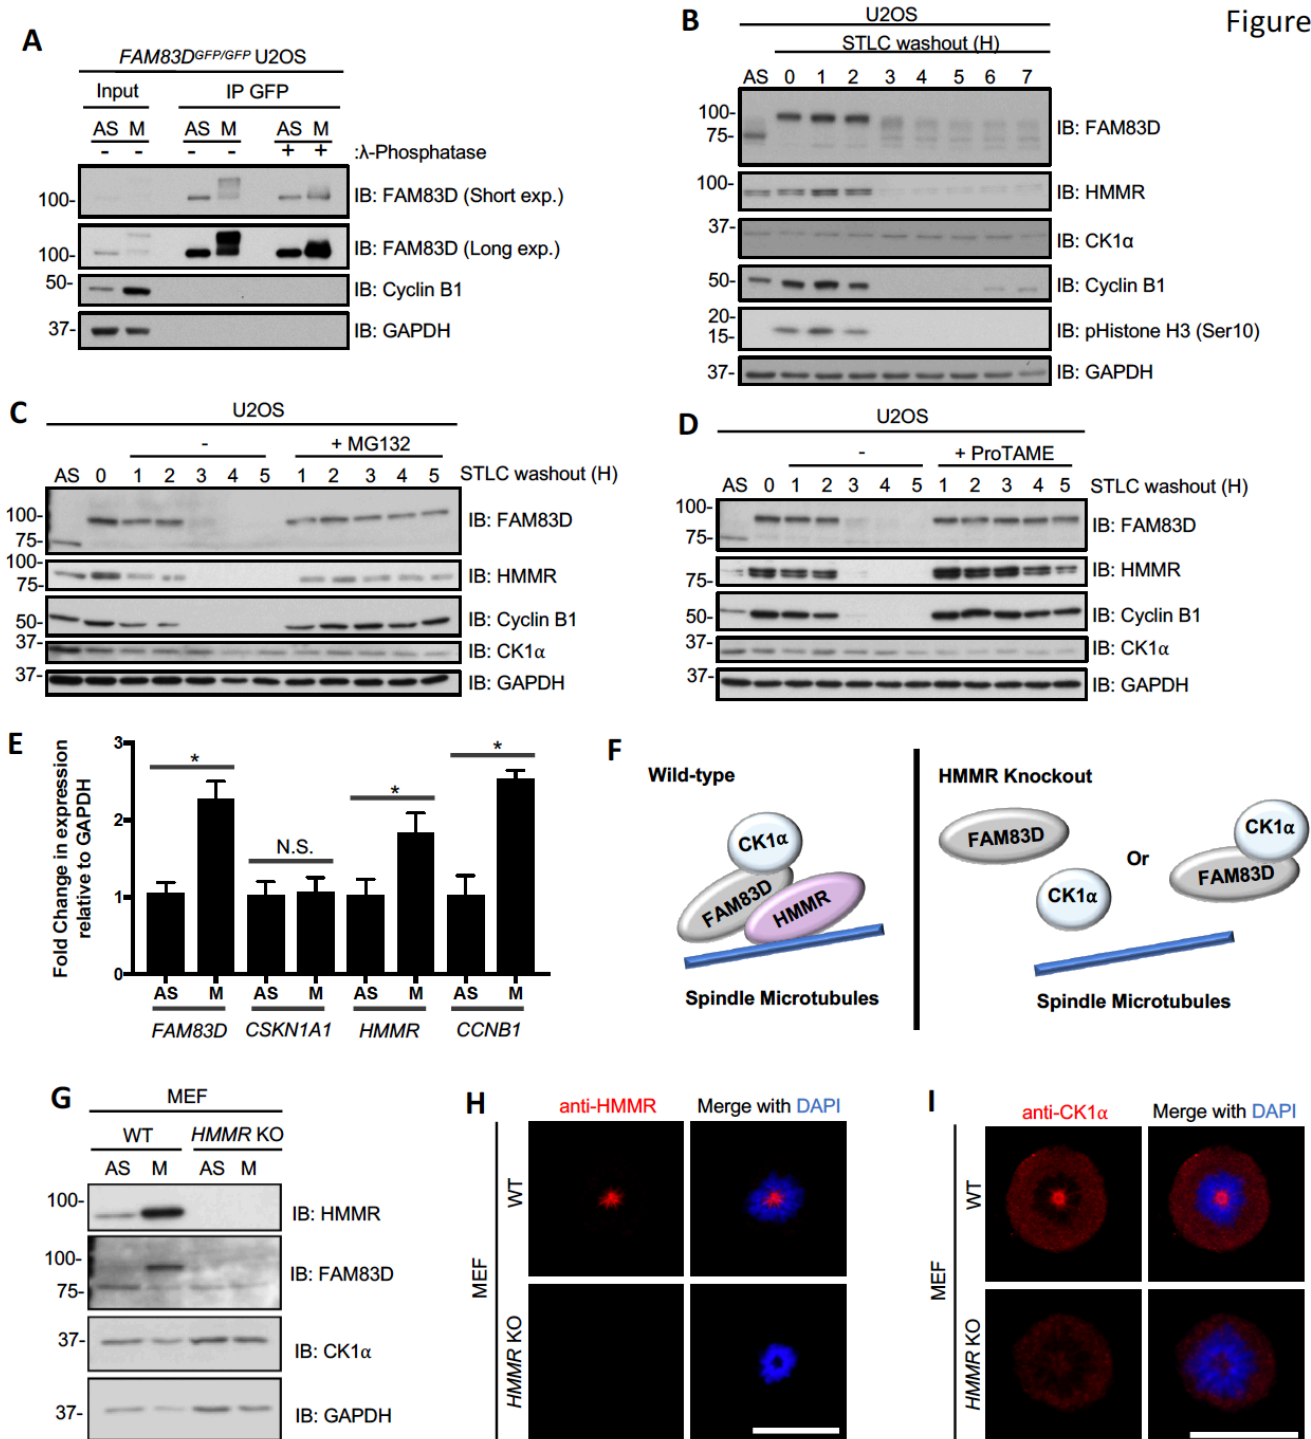 Figure
A
FAM83D^GFP/GFP U2OS
Input IP GFP
AS M AS M AS M
- - - - + + :λ-Phosphatase
100- IB: FAM83D (Short exp.)
100- IB: FAM83D (Long exp.)
50- IB: Cyclin B1
37- IB: GAPDH
B
U2OS
STLC washout (H)
AS 0 1 2 3 4 5 6 7
100-
75- IB: FAM83D
100- IB: HMMR
37- IB: CK1α
50- IB: Cyclin B1
20-
15- IB: pHistone H3 (Ser10)
37- IB: GAPDH
C
U2OS
- + MG132
AS 0 1 2 3 4 5 1 2 3 4 5 STLC washout (H)
100- IB: FAM83D
75-
100-
75- IB: HMMR
50- IB: Cyclin B1
37- IB: CK1α
37- IB: GAPDH
D
U2OS
- + ProTAME
AS 0 1 2 3 4 5 1 2 3 4 5 STLC washout (H)
100- IB: FAM83D
75-
75- IB: HMMR
50- IB: Cyclin B1
37- IB: CK1α
37- IB: GAPDH
E
Fold Change in expression
relative to GAPDH
3
2
1
0
* N.S. * *
AS M AS M AS M AS M
FAM83D CSKN1A1 HMMR CCNB1
F
Wild-type
CK1α
FAM83D
HMMR
Spindle Microtubules
HMMR Knockout
FAM83D
CK1α
Or
CK1α
FAM83D
Spindle Microtubules
G
MEF
WT HMMR KO
AS M AS M
100- IB: HMMR
100-
75- IB: FAM83D
37- IB: CK1α
37- IB: GAPDH
H
anti-HMMR Merge with DAPI
MEF
WT
HMMR KO
I
anti-CK1α Merge with DAPI
MEF
WT
HMMR KO